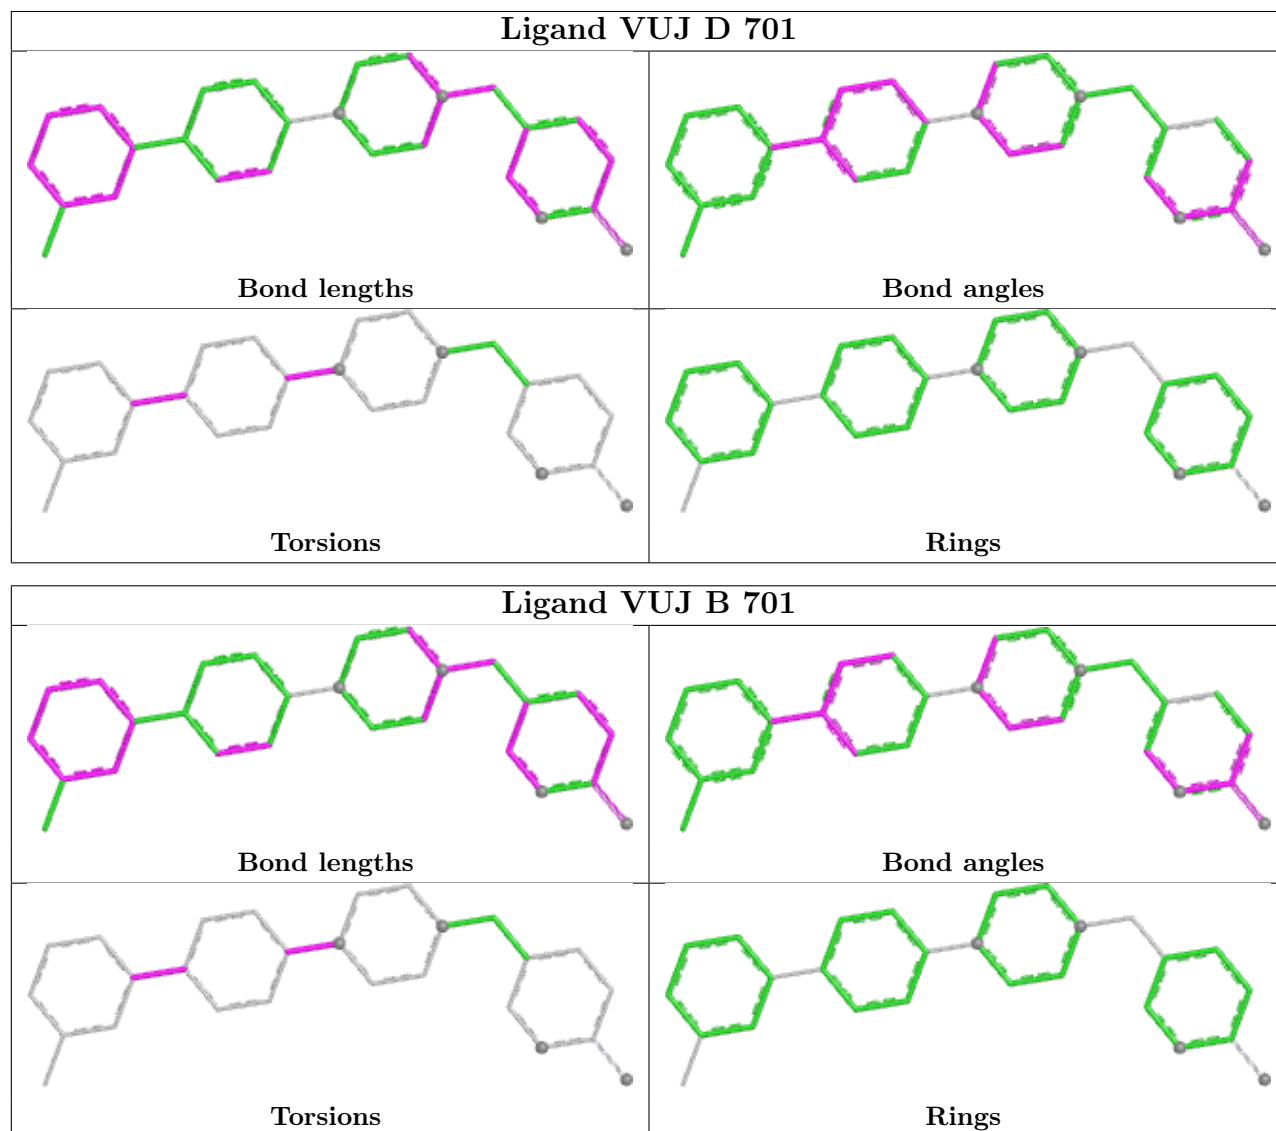 Ligand VUJ D 701
Bond lengths
Bond angles
Torsions
Rings
Ligand VUJ B 701
Bond lengths
Bond angles
Torsions
Rings